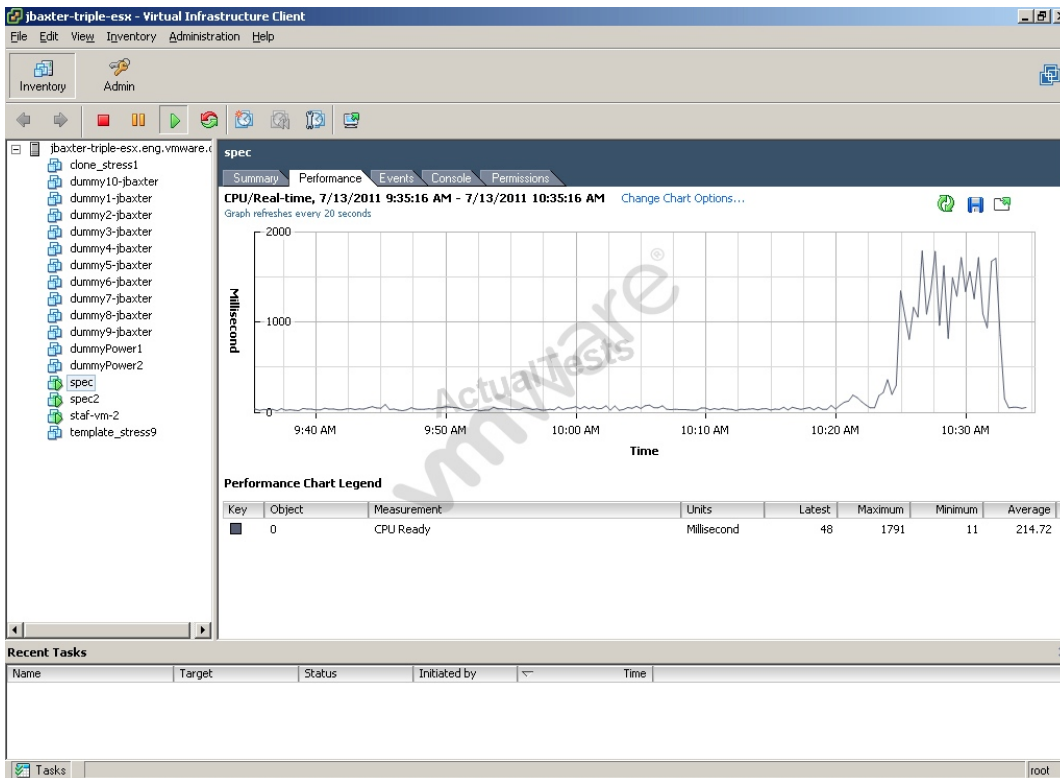 jbaxter-triple-esx - Virtual Infrastructure Client
File Edit View Inventory Administration Help
Inventory Admin
jbaxter-triple-esx.eng.vmware.c
clone_stress1
dummy10-jbaxter
dummy1-jbaxter
dummy2-jbaxter
dummy3-jbaxter
dummy4-jbaxter
dummy5-jbaxter
dummy6-jbaxter
dummy7-jbaxter
dummy8-jbaxter
dummy9-jbaxter
dummyPower1
dummyPower2
spec
spec2
staf-vm-2
template_stress9
spec
Summary Performance Events Console Permissions
CPU/Real-time, 7/13/2011 9:35:16 AM - 7/13/2011 10:35:16 AM Change Chart Options...
Graph refreshes every 20 seconds
2000
1000
0
Millisecond
9:40 AM 9:50 AM 10:00 AM 10:10 AM 10:20 AM 10:30 AM
Time
ActualTests
vmware®
Performance Chart Legend
Key Object Measurement Units Latest Maximum Minimum Average
0 CPU Ready Millisecond 48 1791 11 214.72
Recent Tasks
Name Target Status Initiated by Time
Tasks root